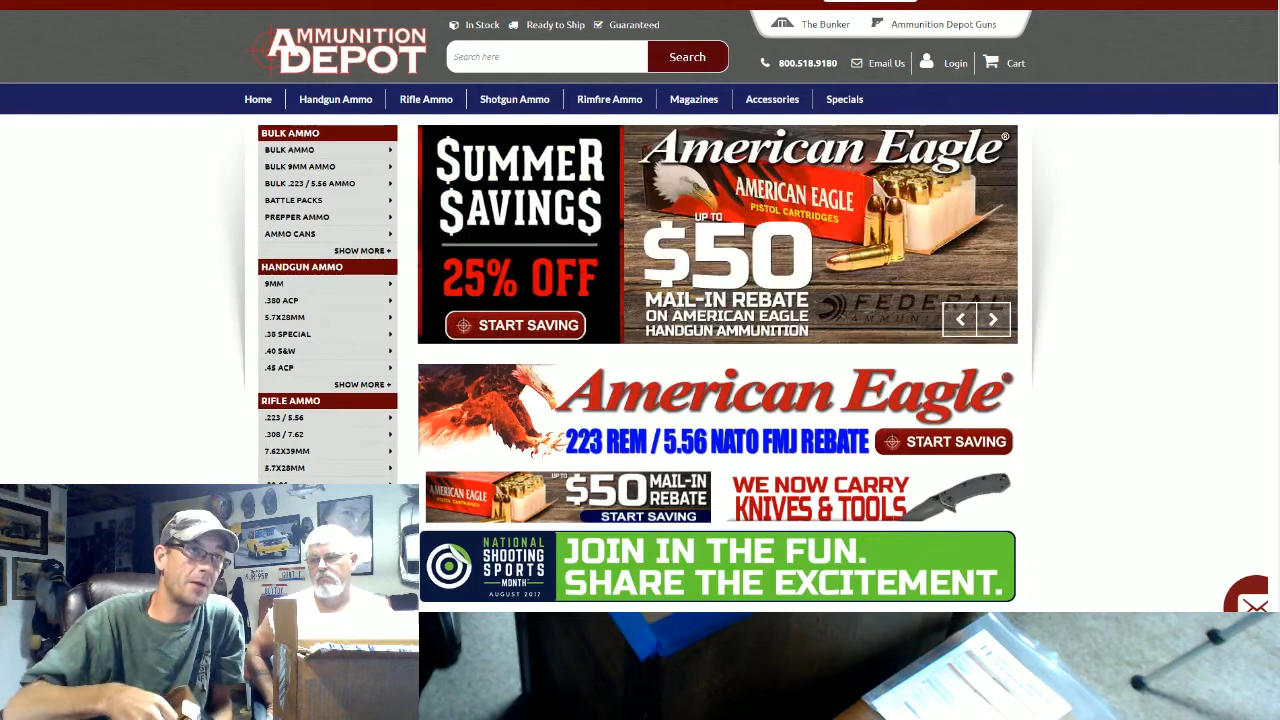 AMMUNITION DEPOT
In Stock Ready to Ship Guaranteed
Search here
Search
The Bunker
Ammunition Depot Guns
800.518.9180
Email Us
Login
Cart
Home
Handgun Ammo
Rifle Ammo
Shotgun Ammo
Rimfire Ammo
Magazines
Accessories
Specials
BULK AMMO
BULK AMMO
BULK 9MM AMMO
BULK .223 / 5.56 AMMO
BATTLE PACKS
PREPPER AMMO
AMMO CANS
SHOW MORE +
HANDGUN AMMO
9MM
.380 ACP
5.7X28MM
.38 SPECIAL
.40 S&W
.45 ACP
SHOW MORE +
RIFLE AMMO
.223 / 5.56
.308 / 7.62
7.62X39MM
5.7X28MM
$UMMER
$AVING$
25% OFF
START SAVING
American Eagle®
AMERICAN EAGLE
PISTOL CARTRIDGES
UP TO
$50
MAIL-IN REBATE
ON AMERICAN EAGLE
HANDGUN AMMUNITION
FEDERAL
AMMUNITION
American Eagle®
223 REM / 5.56 NATO FMJ REBATE
START SAVING
AMERICAN EAGLE
UP TO
$50 MAIL-IN
REBATE
START SAVING
WE NOW CARRY
KNIVES & TOOLS
NATIONAL
SHOOTING
SPORTS
MONTH
AUGUST 2017
JOIN IN THE FUN.
SHARE THE EXCITEMENT.